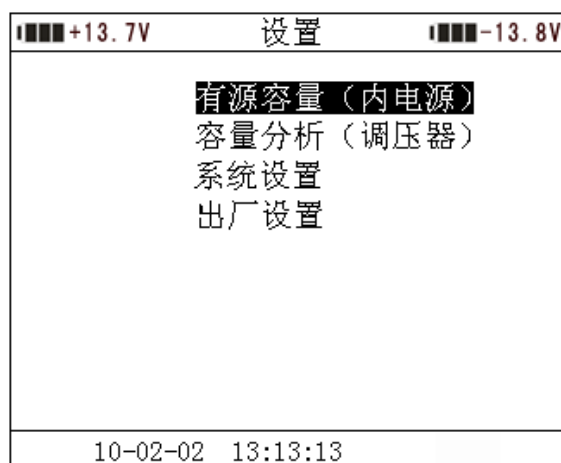 +13.7V 设置 -13.8V
有源容量（内电源）
容量分析（调压器）
系统设置
出厂设置
10-02-02 13:13:13